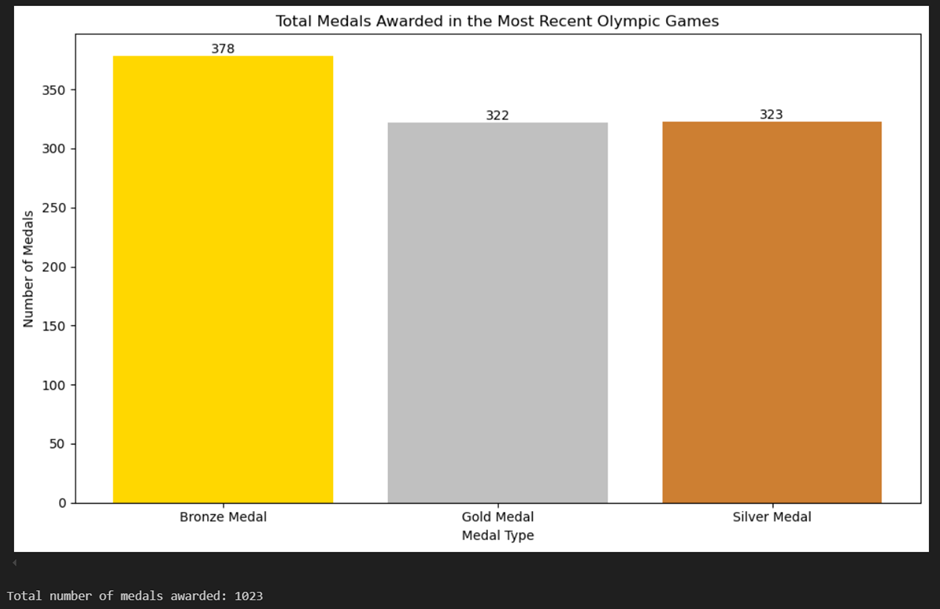 Total Medals Awarded in the Most Recent Olympic Games
378
322
323
350
300
250
200
150
100
50
0
Number of Medals
Bronze Medal
Gold Medal
Silver Medal
Medal Type
Total number of medals awarded: 1023